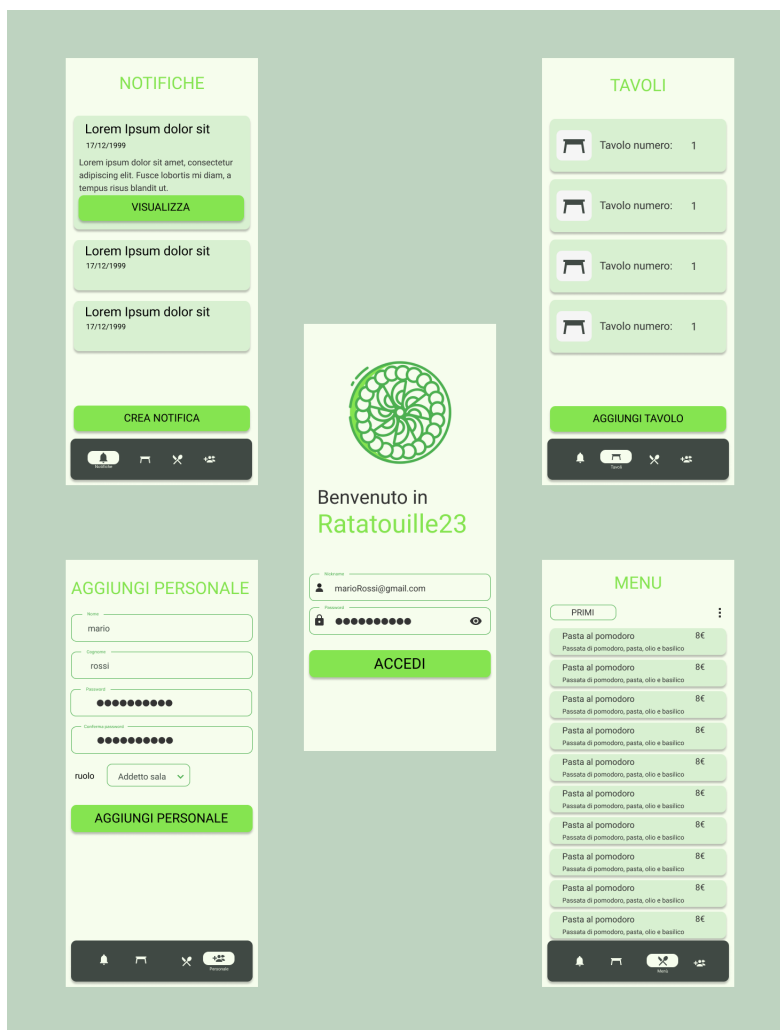 NOTIFICHE
Lorem Ipsum dolor sit
17/12/1999
Lorem ipsum dolor sit amet, consectetur
adipiscing elit. Fusce lobortis mi diam, a
tempus risus blandit ut.
VISUALIZZA
Lorem Ipsum dolor sit
17/12/1999
Lorem Ipsum dolor sit
17/12/1999
CREA NOTIFICA
Notifiche
TAVOLI
Tavolo numero: 1
Tavolo numero: 1
Tavolo numero: 1
Tavolo numero: 1
AGGIUNGI TAVOLO
Tavoli
Benvenuto in
Ratatouille23
Nickname
marioRossi@gmail.com
Password
ACCEDI
AGGIUNGI PERSONALE
Nome
mario
Cognome
rossi
Password
Conferma password
ruolo Addetto sala
AGGIUNGI PERSONALE
Personale
MENU
PRIMI
Pasta al pomodoro 8€
Passata di pomodoro, pasta, olio e basilico
Pasta al pomodoro 8€
Passata di pomodoro, pasta, olio e basilico
Pasta al pomodoro 8€
Passata di pomodoro, pasta, olio e basilico
Pasta al pomodoro 8€
Passata di pomodoro, pasta, olio e basilico
Pasta al pomodoro 8€
Passata di pomodoro, pasta, olio e basilico
Pasta al pomodoro 8€
Passata di pomodoro, pasta, olio e basilico
Pasta al pomodoro 8€
Passata di pomodoro, pasta, olio e basilico
Pasta al pomodoro 8€
Passata di pomodoro, pasta, olio e basilico
Pasta al pomodoro 8€
Passata di pomodoro, pasta, olio e basilico
Pasta al pomodoro 8€
Passata di pomodoro, pasta, olio e basilico
Menu